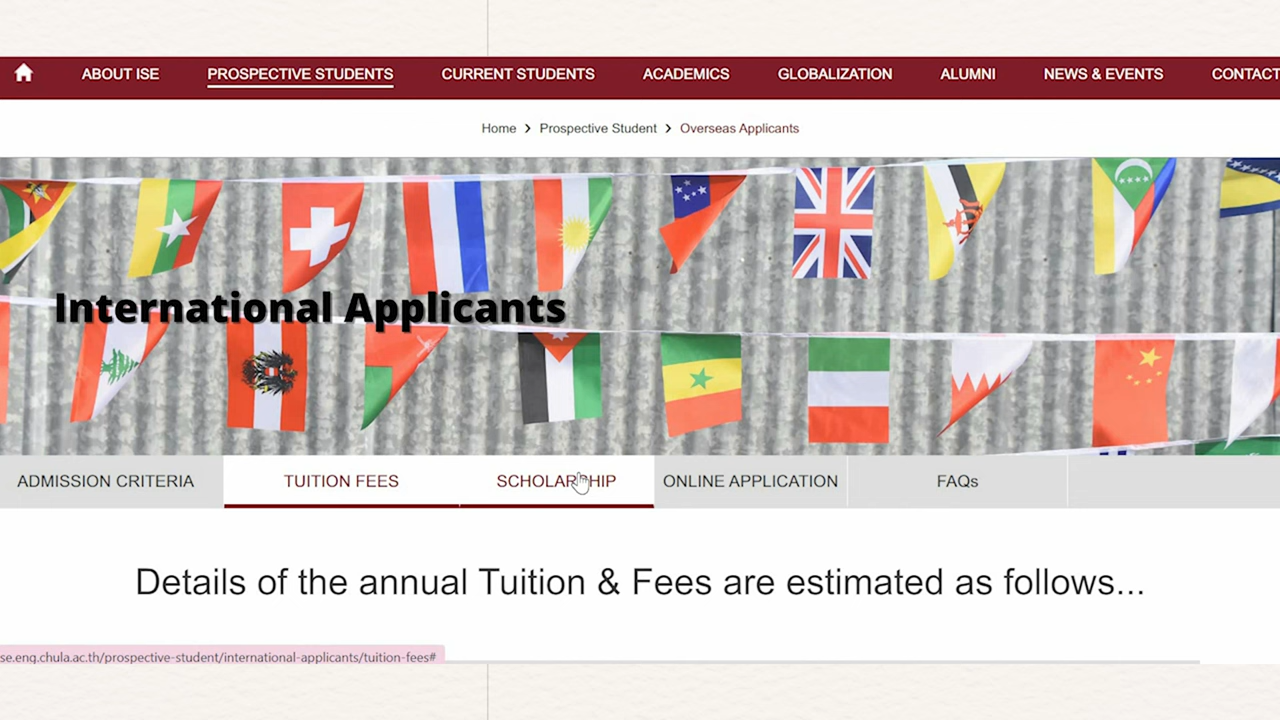 ABOUT ISE
PROSPECTIVE STUDENTS
CURRENT STUDENTS
ACADEMICS
GLOBALIZATION
ALUMNI
NEWS & EVENTS
CONTACT
Home > Prospective Student > Overseas Applicants
International Applicants
ADMISSION CRITERIA
TUITION FEES
SCHOLARSHIP
ONLINE APPLICATION
FAQs
Details of the annual Tuition & Fees are estimated as follows...
se.eng.chula.ac.th/prospective-student/international-applicants/tuition-fees#